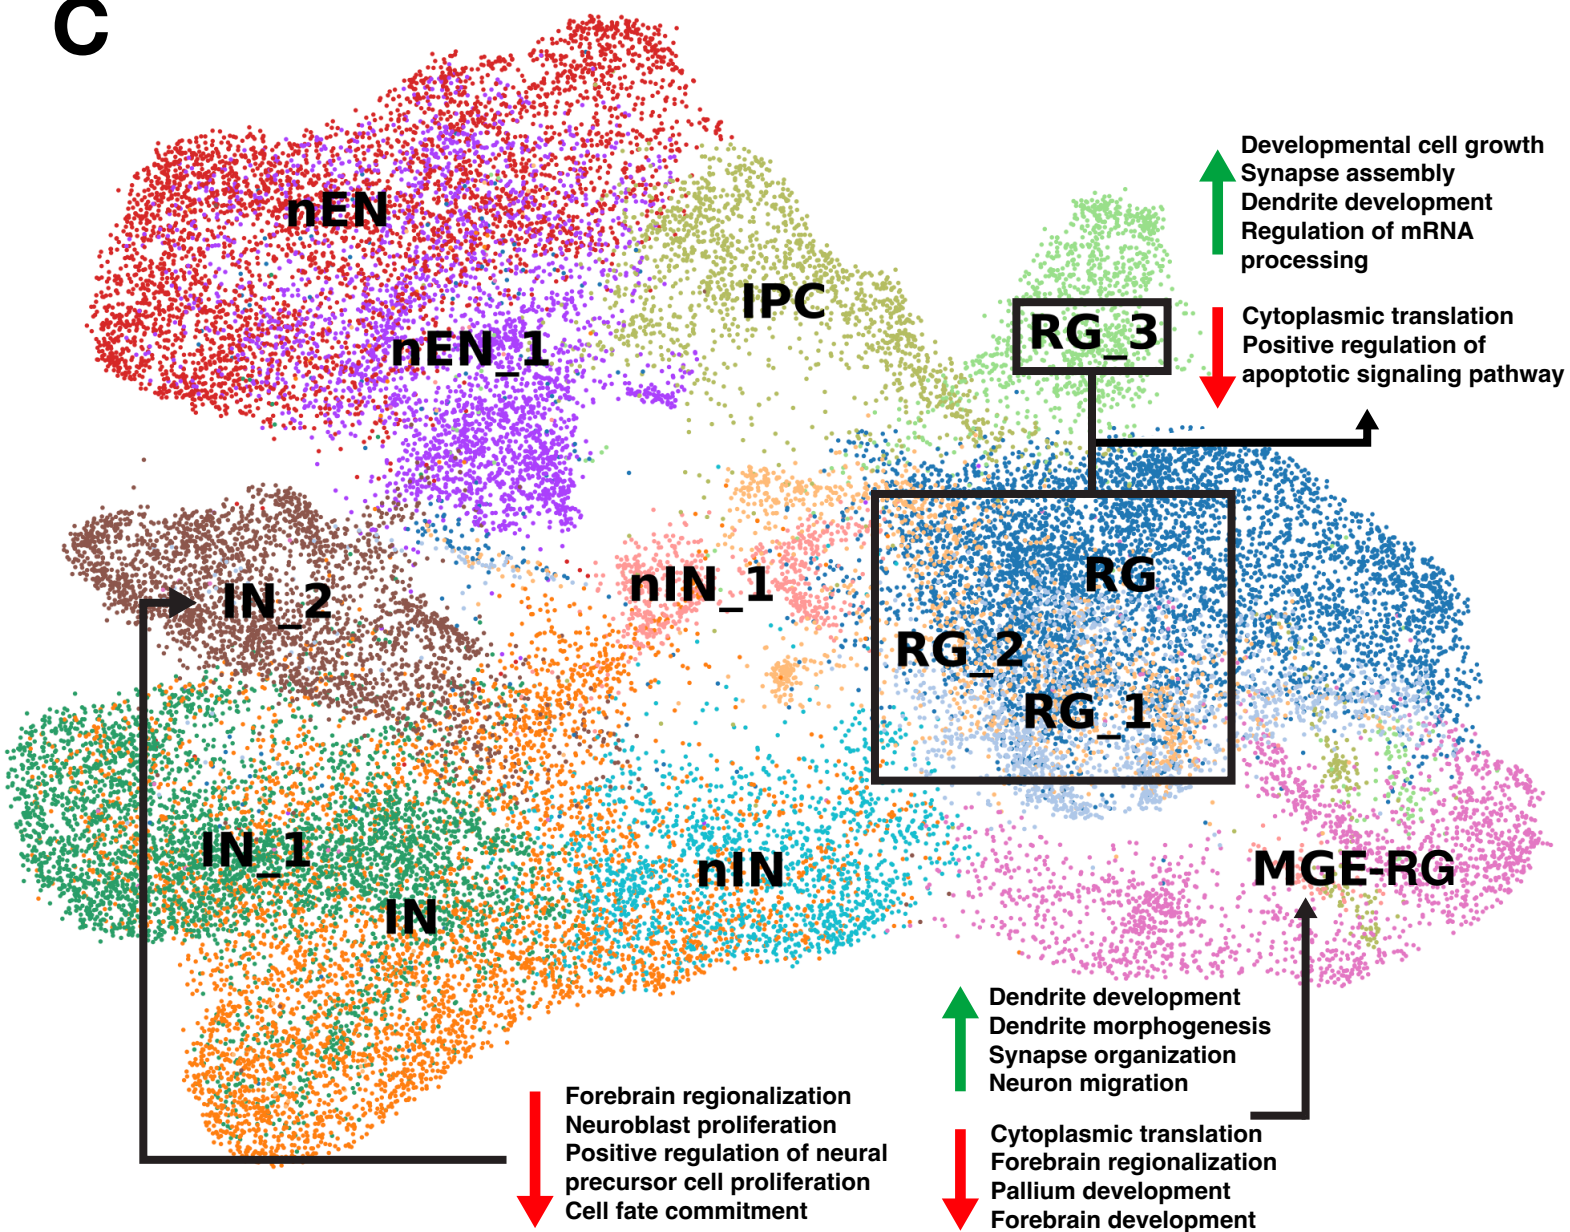 C
nEN
nEN_1
IPC
RG_3
Developmental cell growth
Synapse assembly
Dendrite development
Regulation of mRNA
processing
Cytoplasmic translation
Positive regulation of
apoptotic signaling pathway
IN_2
nIN_1
RG
RG_2
RG_1
IN_1
IN
nIN
MGE-RG
Dendrite development
Dendrite morphogenesis
Synapse organization
Neuron migration
Cytoplasmic translation
Forebrain regionalization
Pallium development
Forebrain development
Forebrain regionalization
Neuroblast proliferation
Positive regulation of neural
precursor cell proliferation
Cell fate commitment